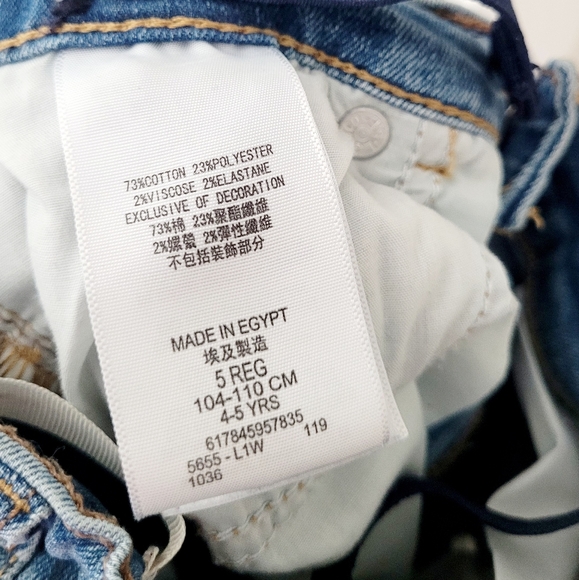 73%COTTON 23%POLYESTER
2%VISCOSE 2%ELASTANE
EXCLUSIVE OF DECORATION
73%棉 23%聚酯纖維
2%嫘縈 2%彈性纖維
不包括裝飾部分
MADE IN EGYPT
埃及製造
5 REG
104-110 CM
4-5 YRS
617845957835
5655 - L1W 119
1036